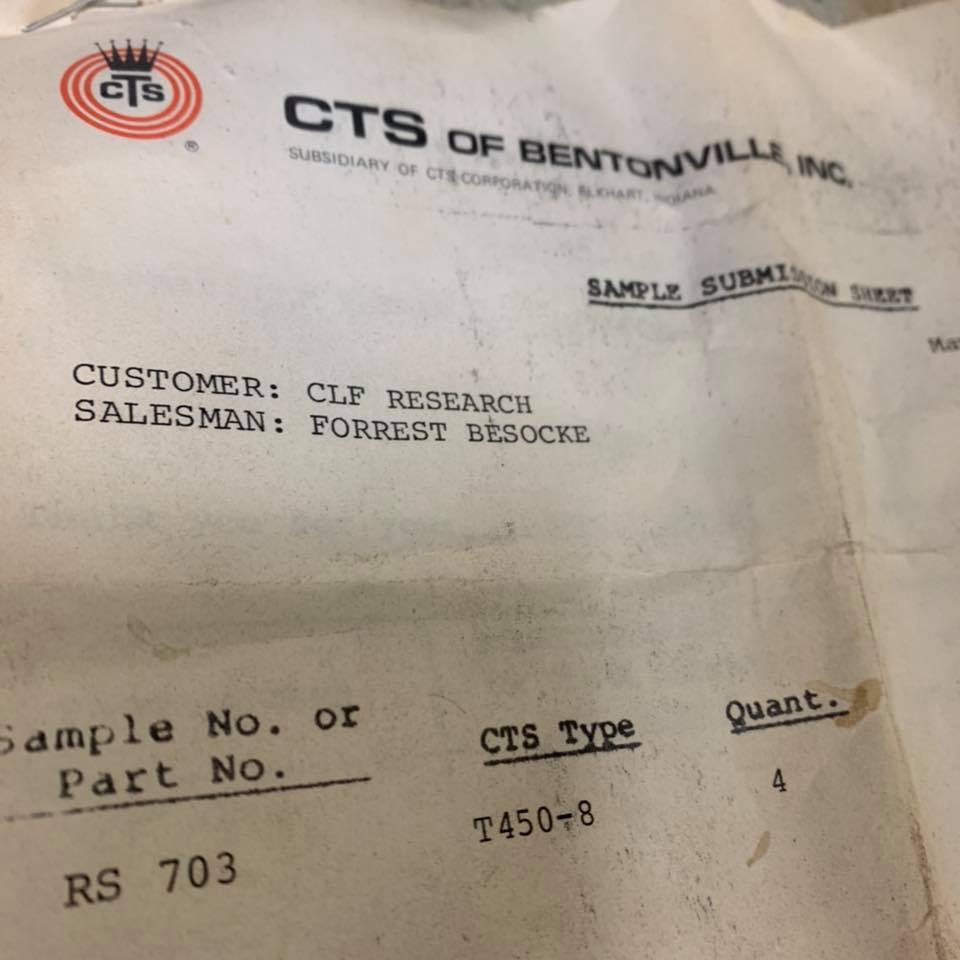 CTS
®
CTS OF BENTONVILLE, INC.
SUBSIDIARY OF CTS CORPORATION, ELKHART, INDIANA
SAMPLE SUBMISSION SHEET
CUSTOMER: CLF RESEARCH
SALESMAN: FORREST BESOCKE
Sample No. or
Part No.
CTS Type
Quant.
RS 703
T450-8
4